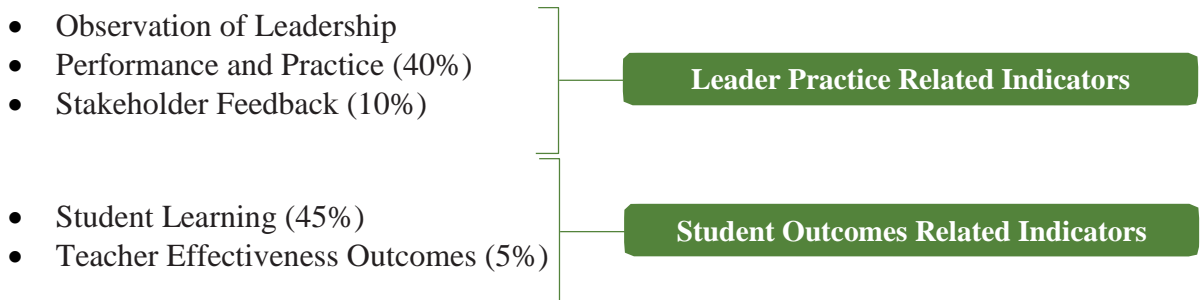 • Observation of Leadership
• Performance and Practice (40%)
• Stakeholder Feedback (10%)
Leader Practice Related Indicators
• Student Learning (45%)
• Teacher Effectiveness Outcomes (5%)
Student Outcomes Related Indicators